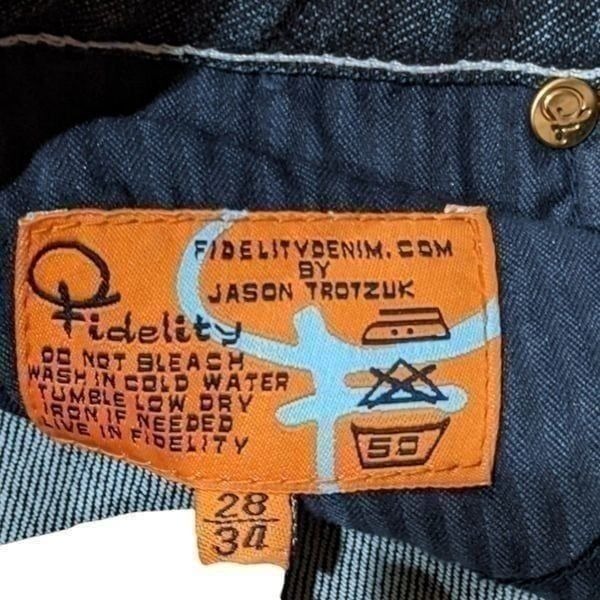 FIDELITYDENIM.COM
BY
JASON TROTZUK
Fidelity
DO NOT BLEACH
WASH IN COLD WATER
TUMBLE LOW DRY
IRON IF NEEDED
LIVE IN FIDELITY
50
28
34